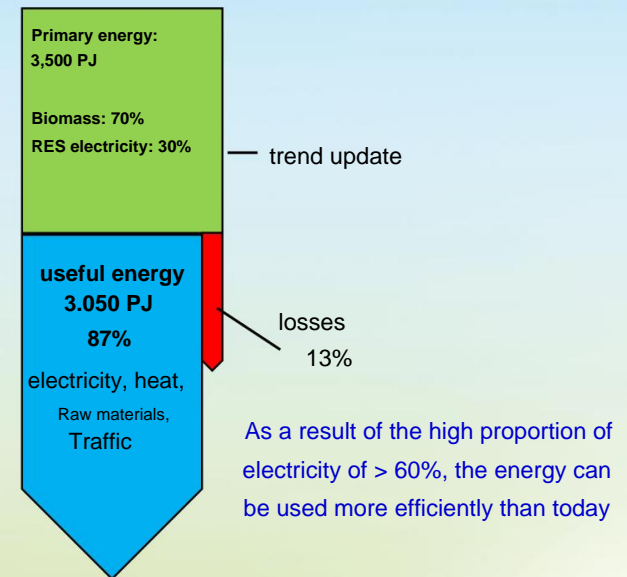 Primary energy:
3,500 PJ
Biomass: 70%
RES electricity: 30%
trend update
useful energy
3.050 PJ
87%
electricity, heat,
Raw materials,
Traffic
losses
13%
As a result of the high proportion of
electricity of > 60%, the energy can
be used more efficiently than today